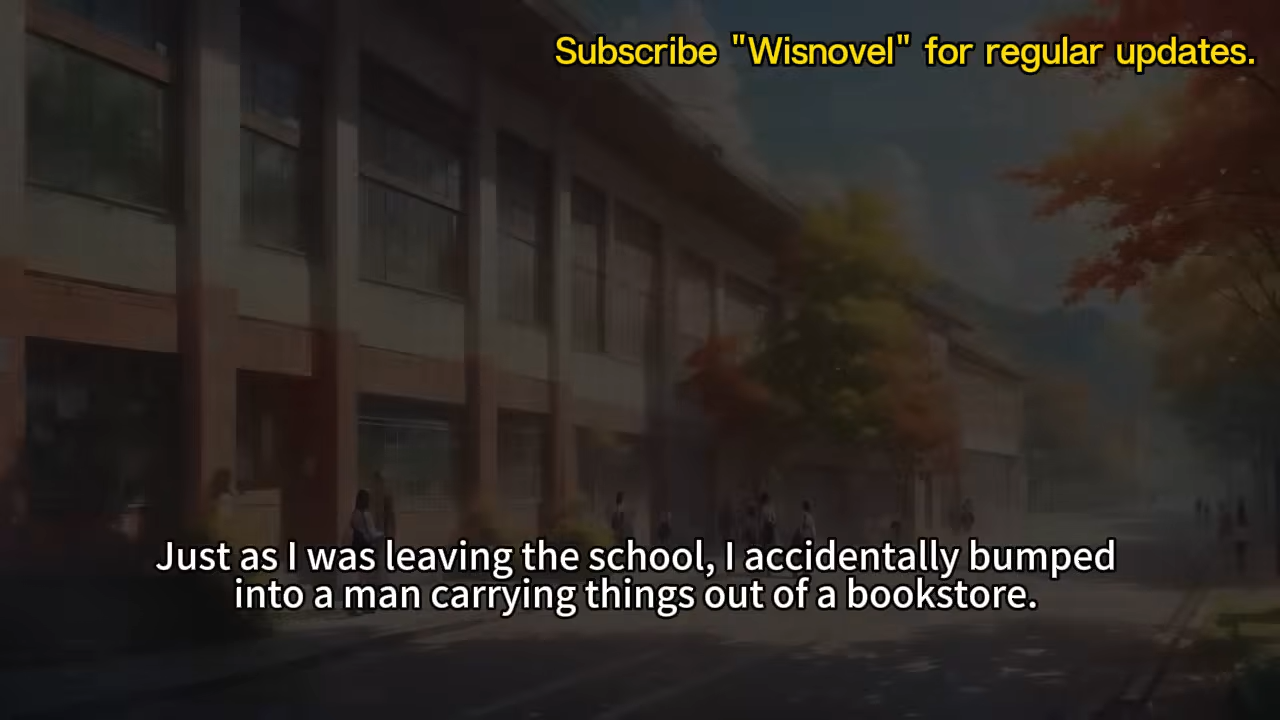 Subscribe "Wisnovel" for regular updates.
Just as I was leaving the school, I accidentally bumped
into a man carrying things out of a bookstore.